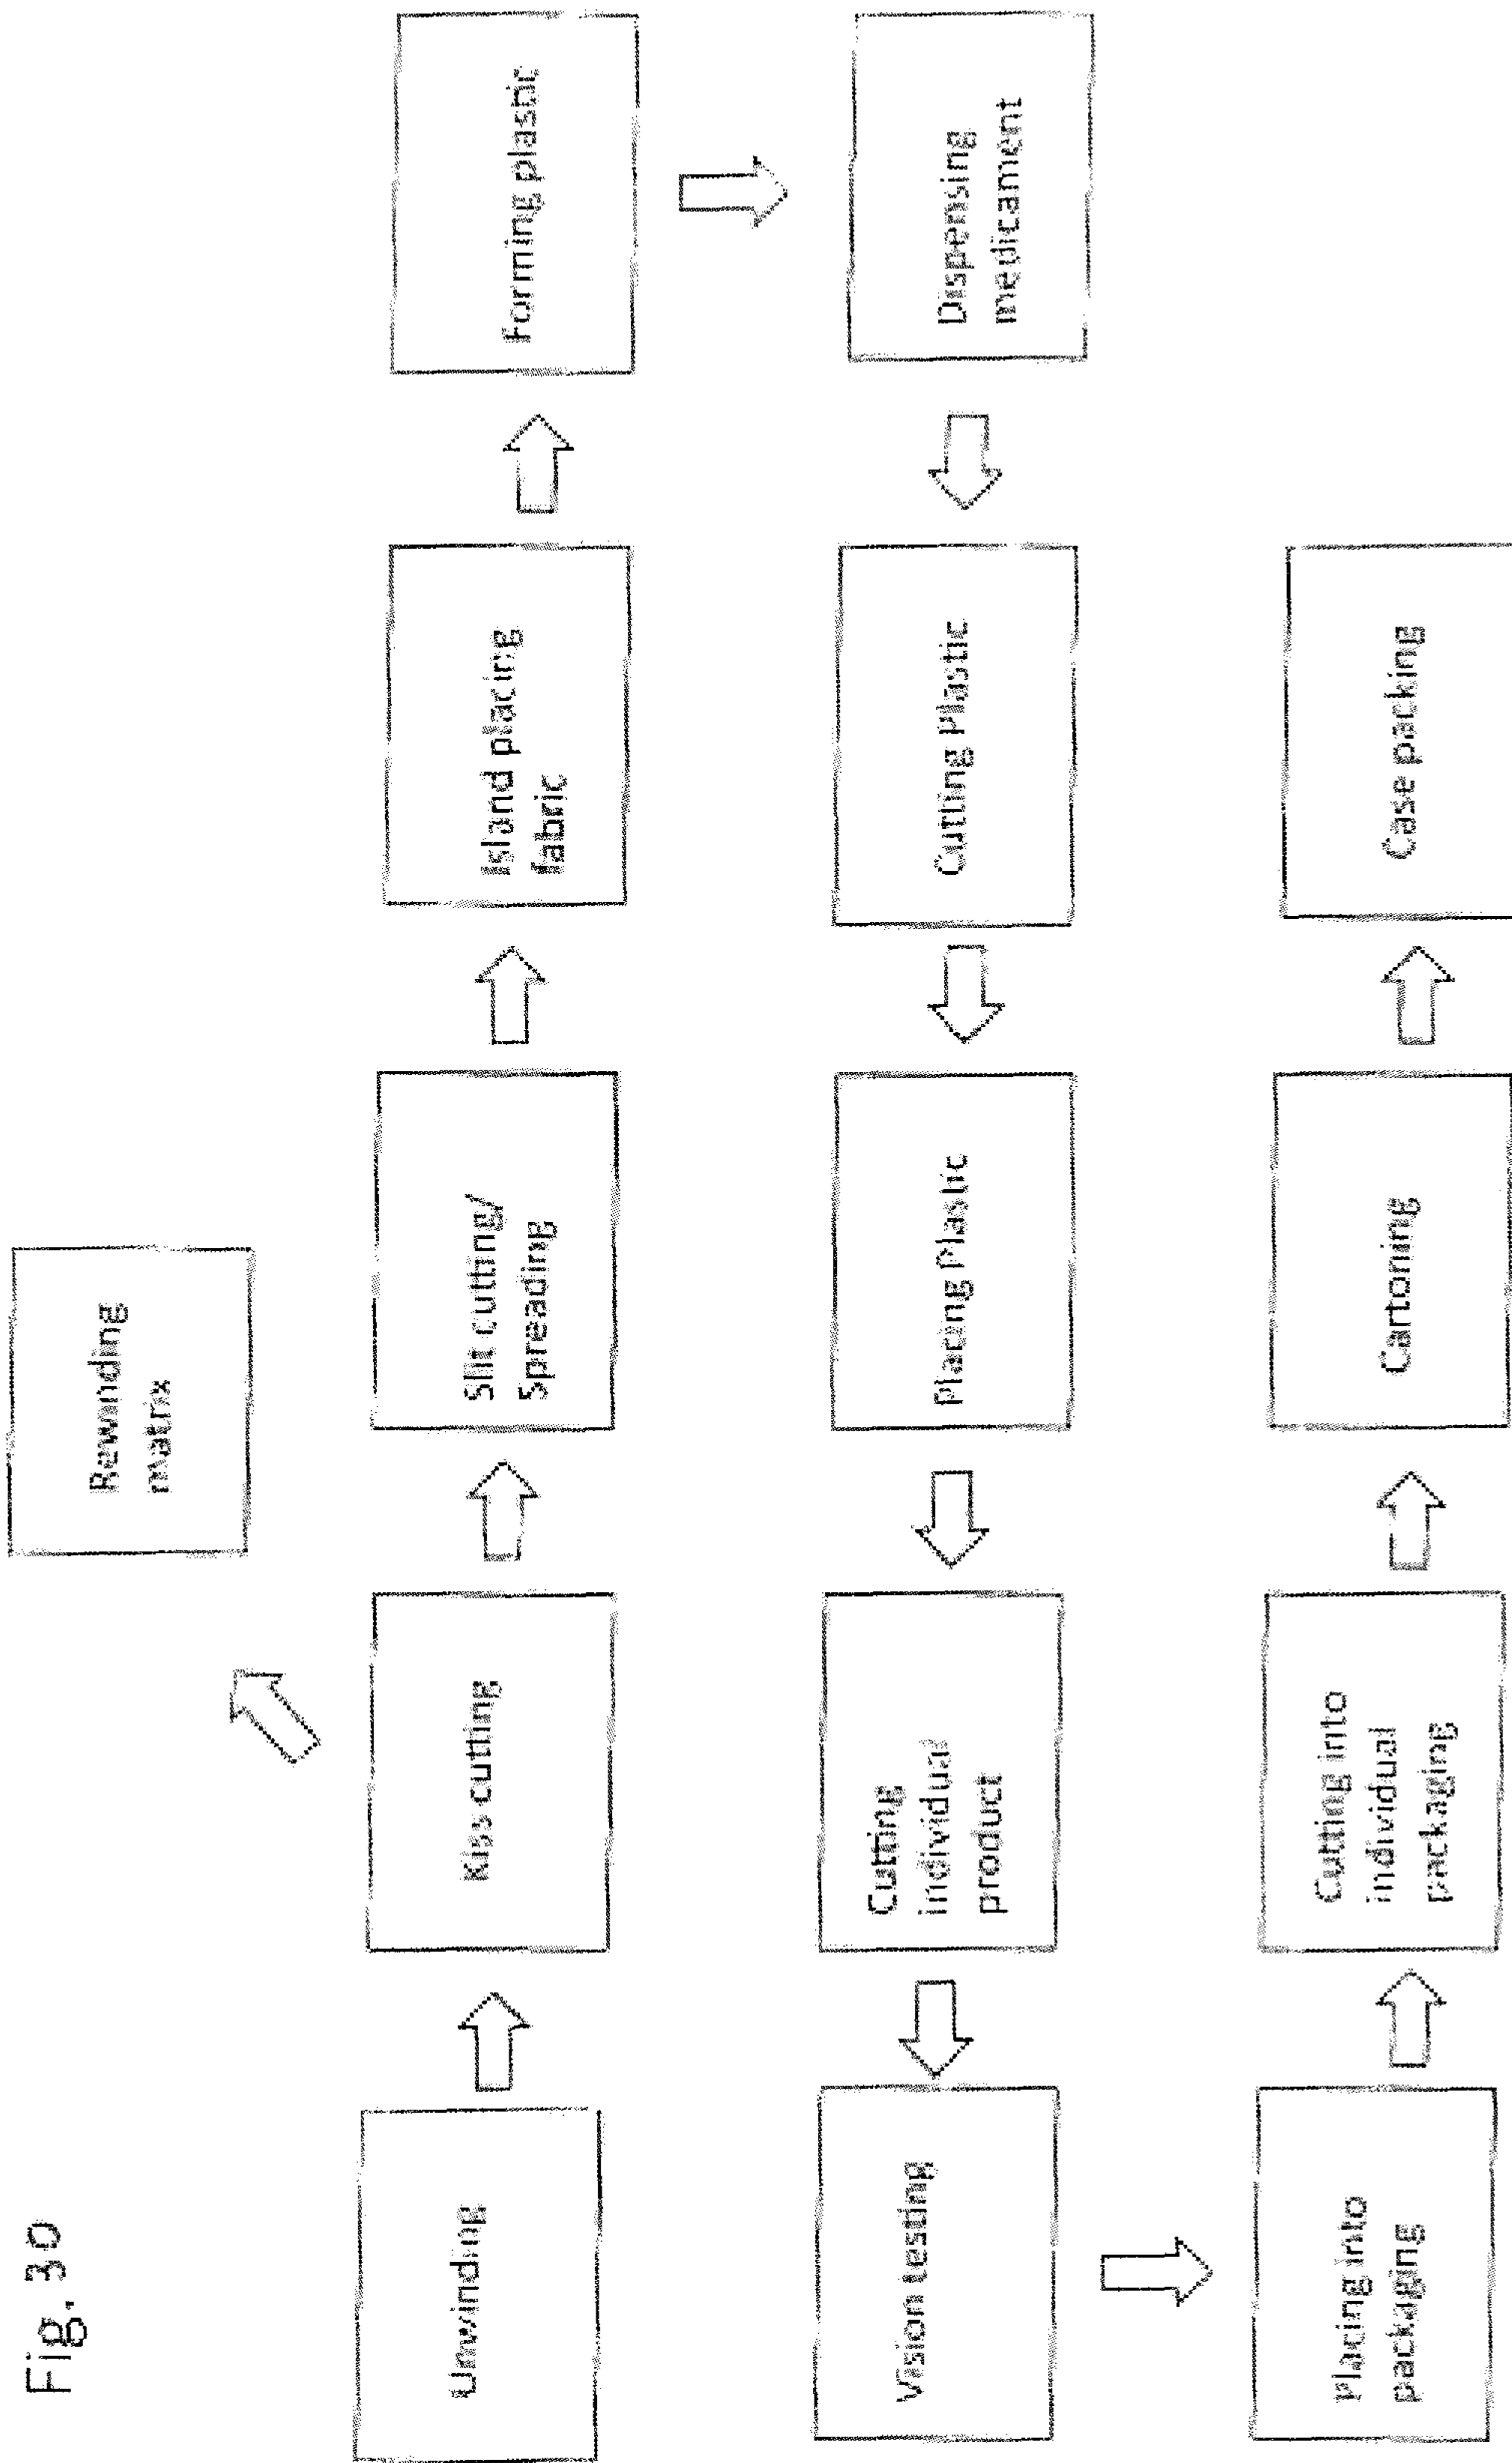 Fig. 30
Rewinding
matrix
Unwinding
Kiss cutting
Slit cutting/
Spreading
Island placing
fabric
Forming plastic
Dispensing
medicament
Cutting Plastic
Placing Plastic
Cutting
individual
product
Vision testing
Placing into
packaging
Cutting into
individual
packaging
Cartoning
Case packing